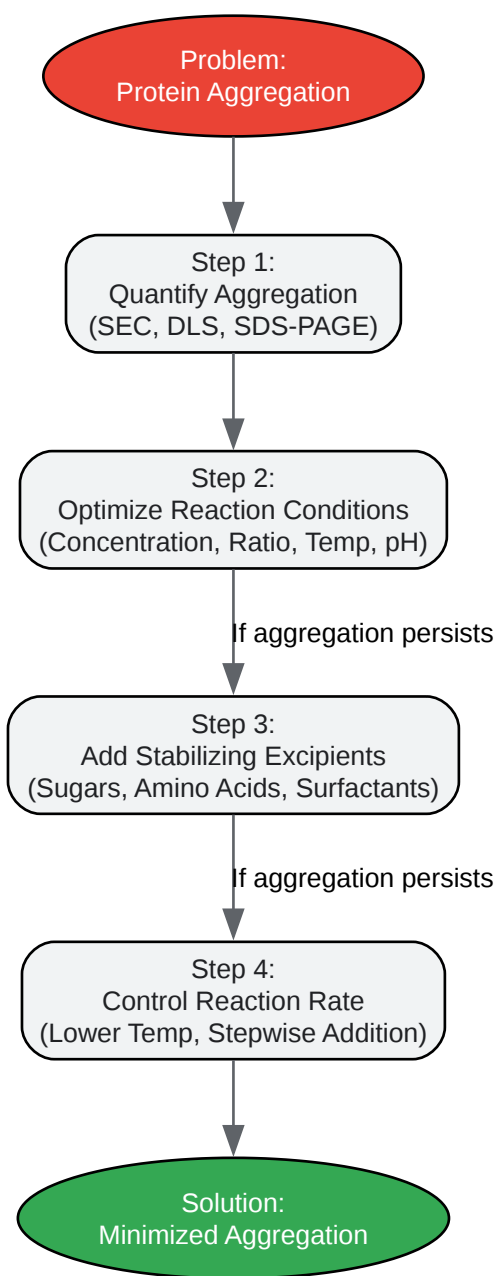 Problem:
Protein Aggregation
Step 1:
Quantify Aggregation
(SEC, DLS, SDS-PAGE)
Step 2:
Optimize Reaction Conditions
(Concentration, Ratio, Temp, pH)
If aggregation persists
Step 3:
Add Stabilizing Excipients
(Sugars, Amino Acids, Surfactants)
If aggregation persists
Step 4:
Control Reaction Rate
(Lower Temp, Stepwise Addition)
Solution:
Minimized Aggregation